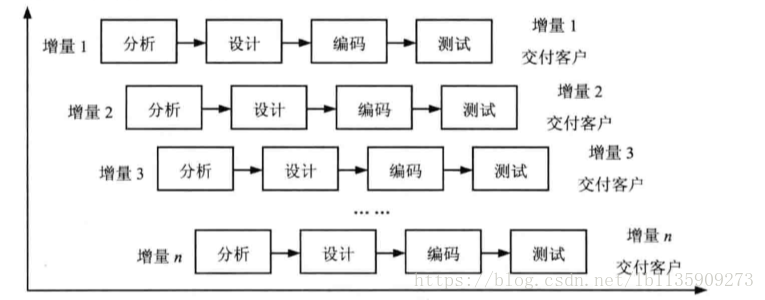 增量 1 分析 设计 编码 测试 增量 1
交付客户
增量 2 分析 设计 编码 测试 增量 2
交付客户
增量 3 分析 设计 编码 测试 增量 3
交付客户
... ...
增量 n 分析 设计 编码 测试 增量 n
交付客户
https://blog.csdn.net/lb1135909273